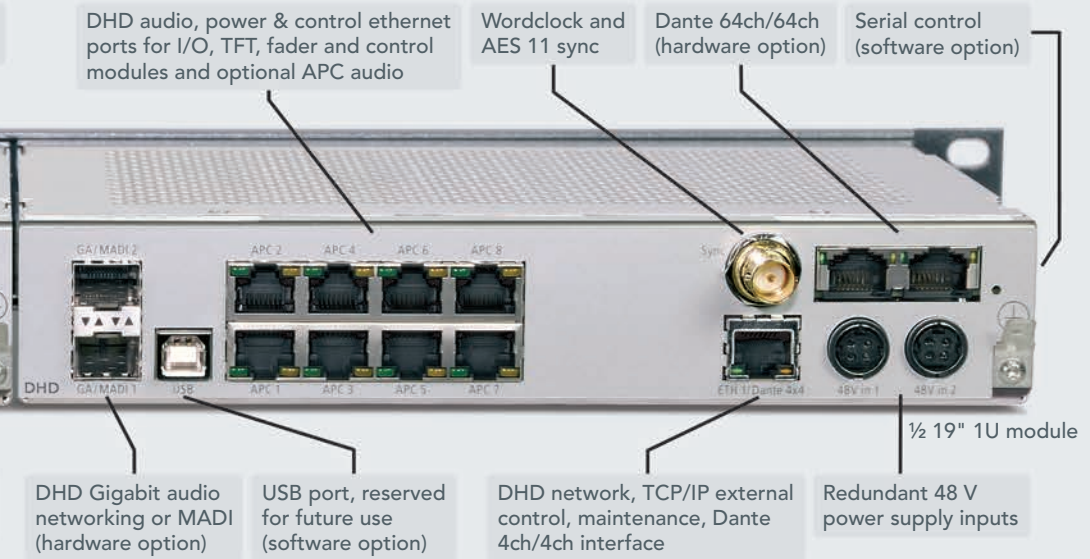 DHD audio, power & control ethernet
ports for I/O, TFT, fader and control
modules and optional APC audio
Wordclock and
AES 11 sync
Dante 64ch/64ch
(hardware option)
Serial control
(software option)
GA/MADI 2
APC 2
APC 4
APC 6
APC 8
Sync
DHD
GA/MADI 1
USB
APC 1
APC 3
APC 5
APC 7
ETH 1/Dante 4x4
48V in 1
48V in 2
½ 19" 1U module
DHD Gigabit audio
networking or MADI
(hardware option)
USB port, reserved
for future use
(software option)
DHD network, TCP/IP external
control, maintenance, Dante
4ch/4ch interface
Redundant 48 V
power supply inputs